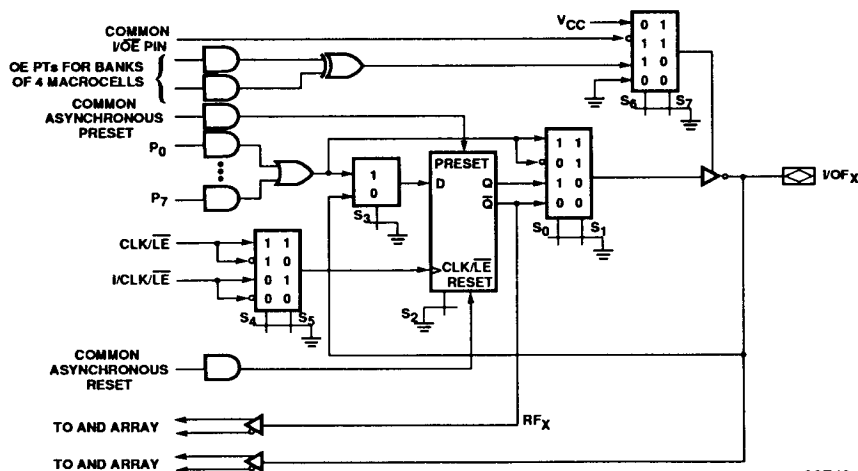 VCC
0 1
1 1
1 0
0 0
S6 S7
COMMON
I/OE PIN
OE PTs FOR BANKS
OF 4 MACROCELLS
COMMON
ASYNCHRONOUS
PRESET
P0
P7
1
0
S3
PRESET
D Q
Q
CLK/LE
RESET
S2
1 1
0 1
1 0
0 0
S0 S1
I/OFX
CLK/LE
I/CLK/LE
1 1
1 0
0 1
0 0
S4 S5
COMMON
ASYNCHRONOUS
RESET
RFX
TO AND ARRAY
TO AND ARRAY